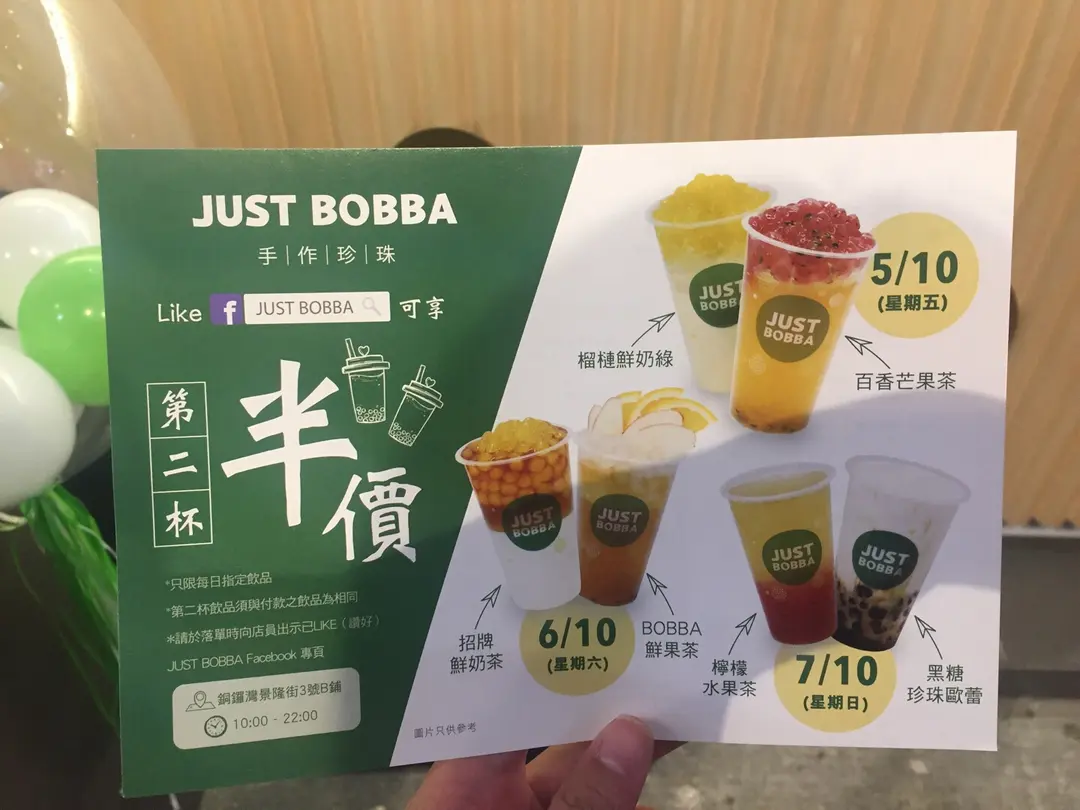 JUST BOBBA
手|作|珍|珠
Like f JUST BOBBA 可享
第二杯
半價
*只限每日指定飲品
*第二杯飲品須與付款之飲品為相同
*請於落單時向店員出示已LIKE（讚好）
JUST BOBBA Facebook 專頁
銅鑼灣景隆街3號B鋪
10:00 - 22:00
JUST
BOBBA
JUST
BOBBA
5/10
(星期五)
榴槤鮮奶綠
百香芒果茶
JUST
BOBBA
JUST
BOBBA
招牌
鮮奶茶
6/10
(星期六)
BOBBA
鮮果茶
JUST
BOBBA
JUST
BOBBA
檸檬
水果茶
7/10
(星期日)
黑糖
珍珠歐蕾
圖片只供參考